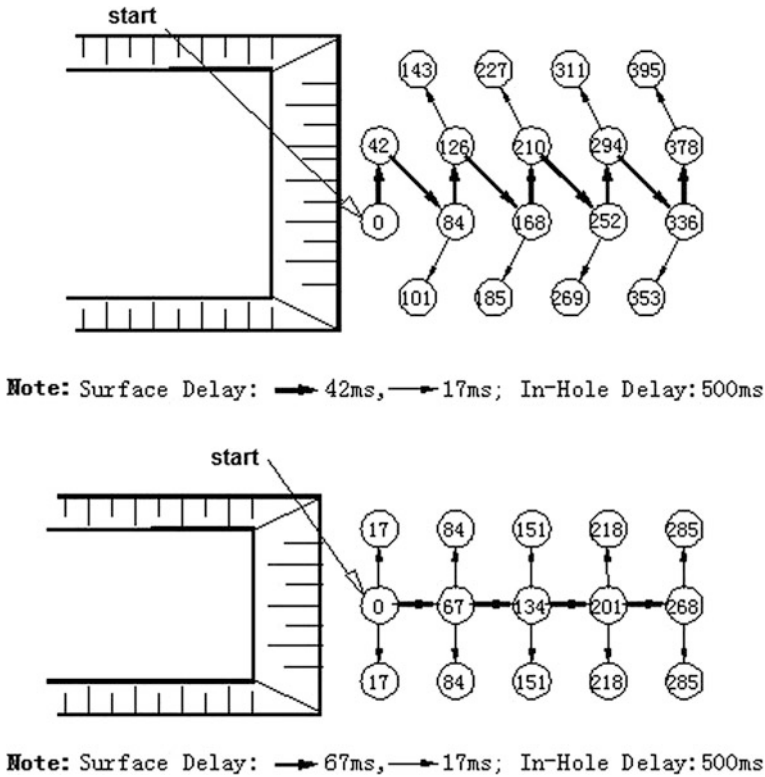 start
143 227 311 395
42 126 210 294 378
0 84 168 252 336
101 185 269 353
Note: Surface Delay: 42ms, 17ms; In-Hole Delay:500ms
start
17 84 151 218 285
0 67 134 201 268
17 84 151 218 285
Note: Surface Delay: 67ms, 17ms; In-Hole Delay:500ms